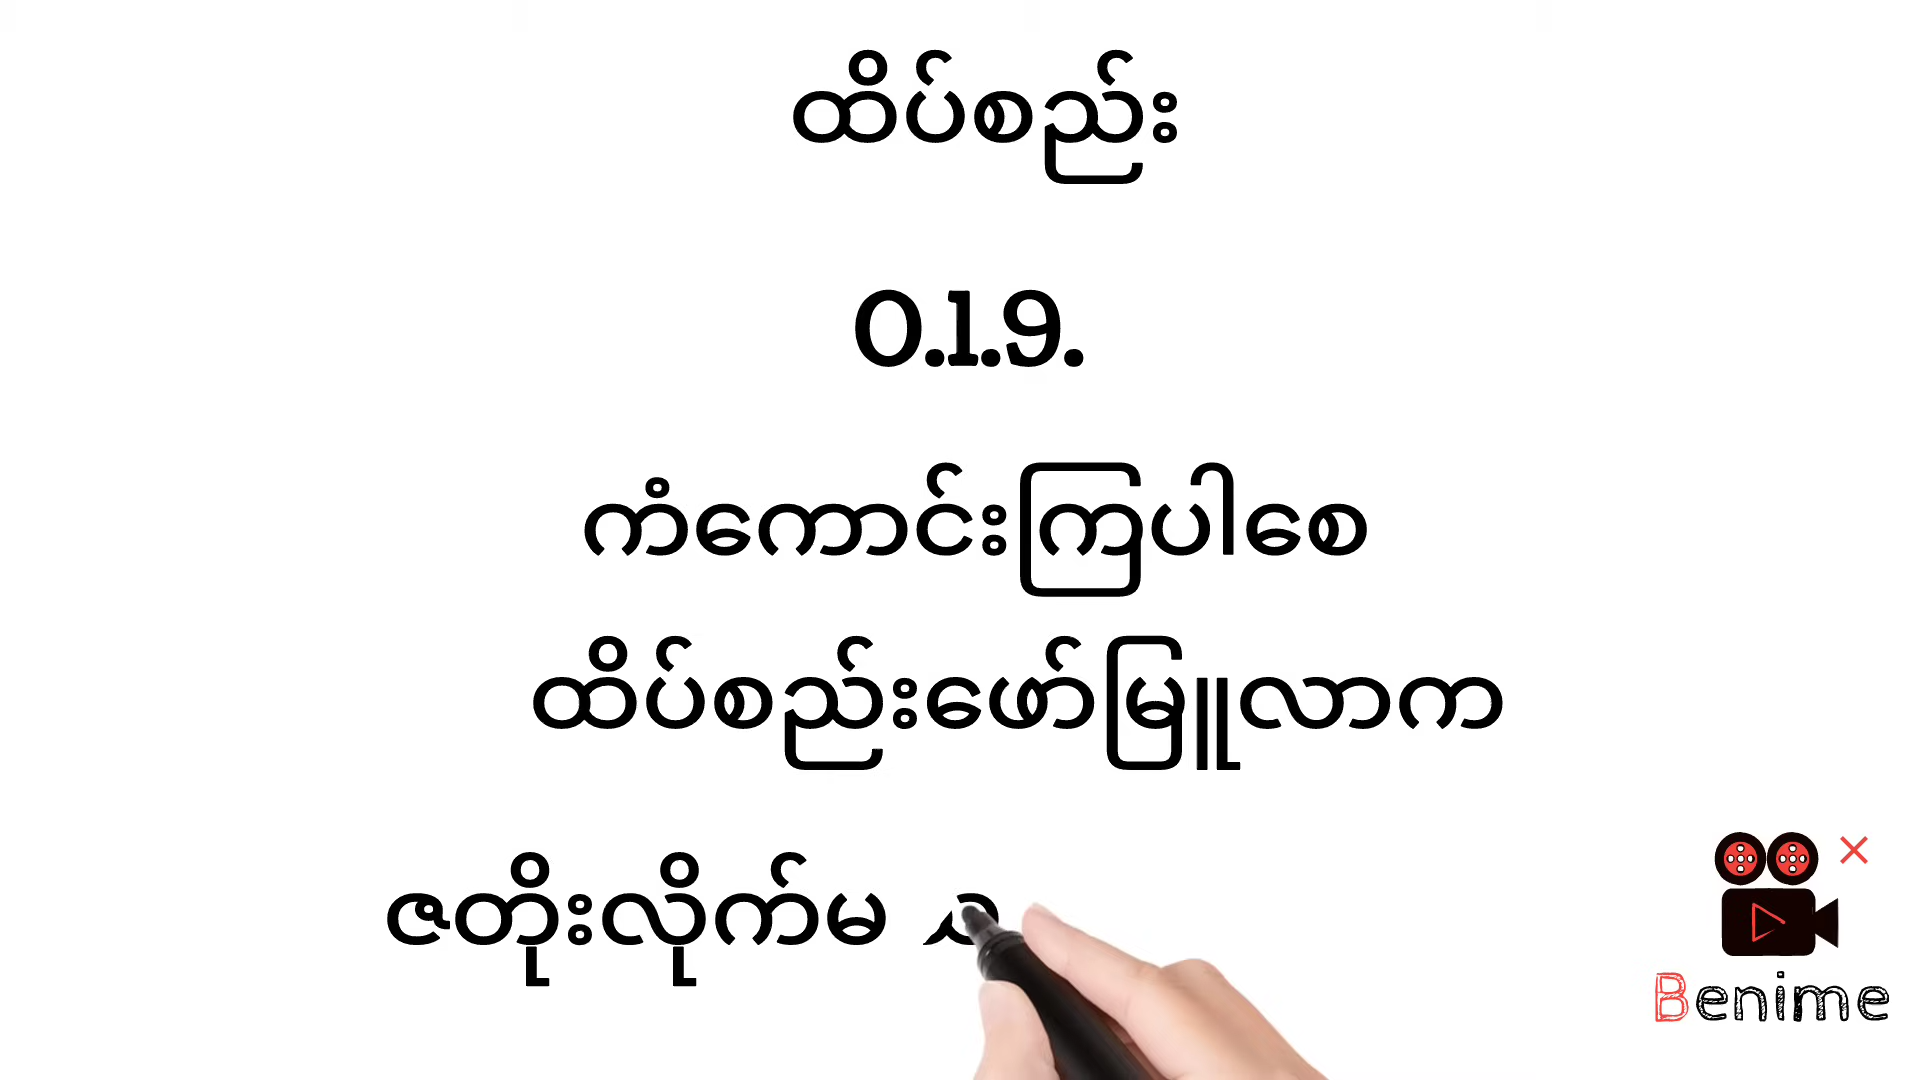 ထိပ်စည်း
0.1.9.
ကံကောင်းကြပါစေ
ထိပ်စည်းဖော်မြူလာက
ဇတိုးလိုက်မ
Benime